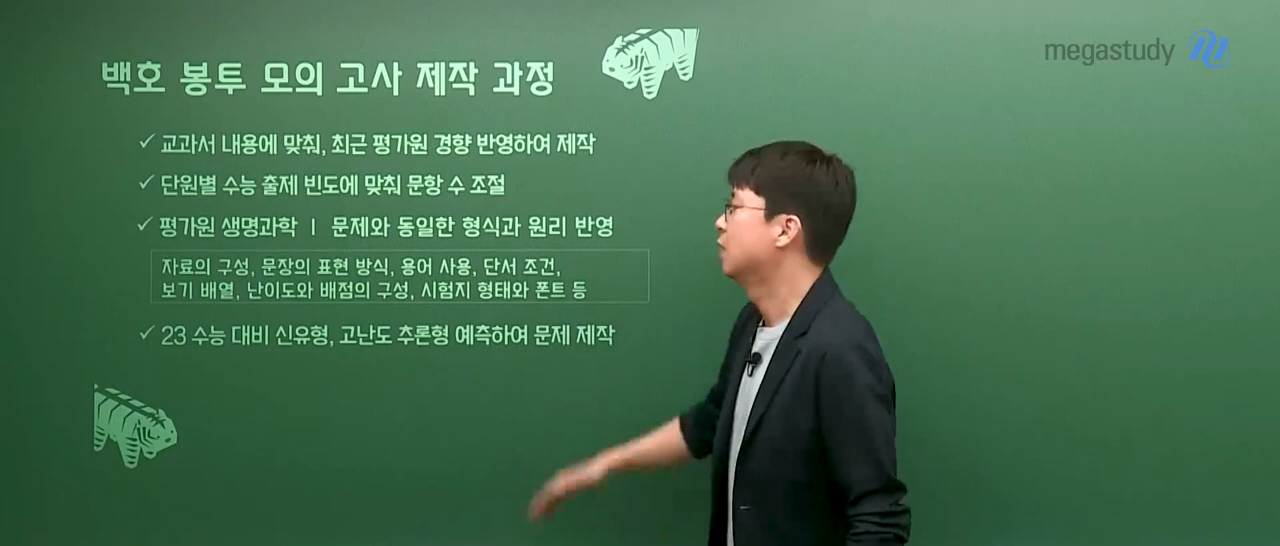 백호 봉투 모의 고사 제작 과정
megastudy M
✓ 교과서 내용에 맞춰, 최근 평가원 경향 반영하여 제작
✓ 단원별 수능 출제 빈도에 맞춰 문항 수 조절
✓ 평가원 생명과학 Ⅰ 문제와 동일한 형식과 원리 반영
자료의 구성, 문장의 표현 방식, 용어 사용, 단서 조건,
보기 배열, 난이도와 배점의 구성, 시험지 형태와 폰트 등
✓ 23 수능 대비 신유형, 고난도 추론형 예측하여 문제 제작